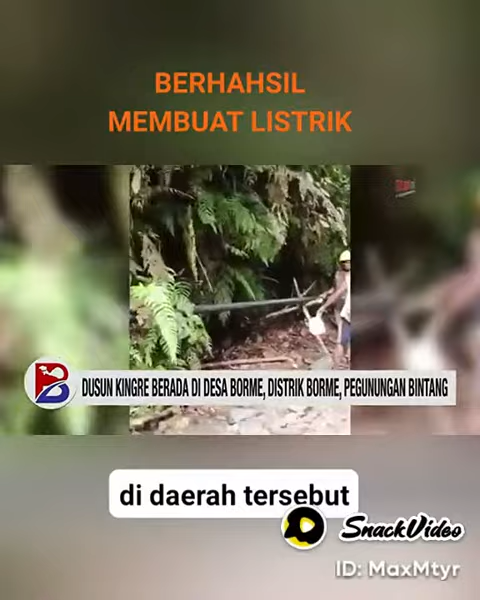 BERHAHSIL
MEMBUAT LISTRIK
DUSUN KINGRE BERADA DI DESA BORME, DISTRIK BORME, PEGUNUNGAN BINTANG
di daerah tersebut
SnackVideo
ID: MaxMtyr